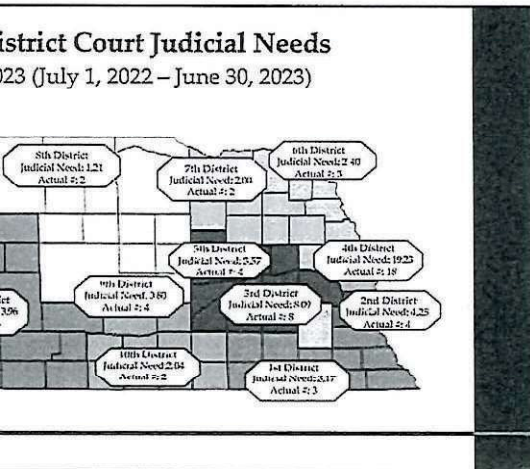 istrict Court Judicial Needs
023 (July 1, 2022 – June 30, 2023)
8th District
Judicial Need: 1.21
Actual #: 2
7th District
Judicial Need: 2.00
Actual #: 2
6th District
Judicial Need: 2.40
Actual #: 3
5th District
Judicial Need: 3.57
Actual #: 4
4th District
Judicial Need: 19.23
Actual #: 18
9th District
Judicial Need: 3.80
Actual #: 4
3rd District
Judicial Need: 8.09
Actual #: 8
2nd District
Judicial Need: 4.25
Actual #: 4
ct
3.96
10th District
Judicial Need: 2.04
Actual #: 2
1st District
Judicial Need: 3.17
Actual #: 3